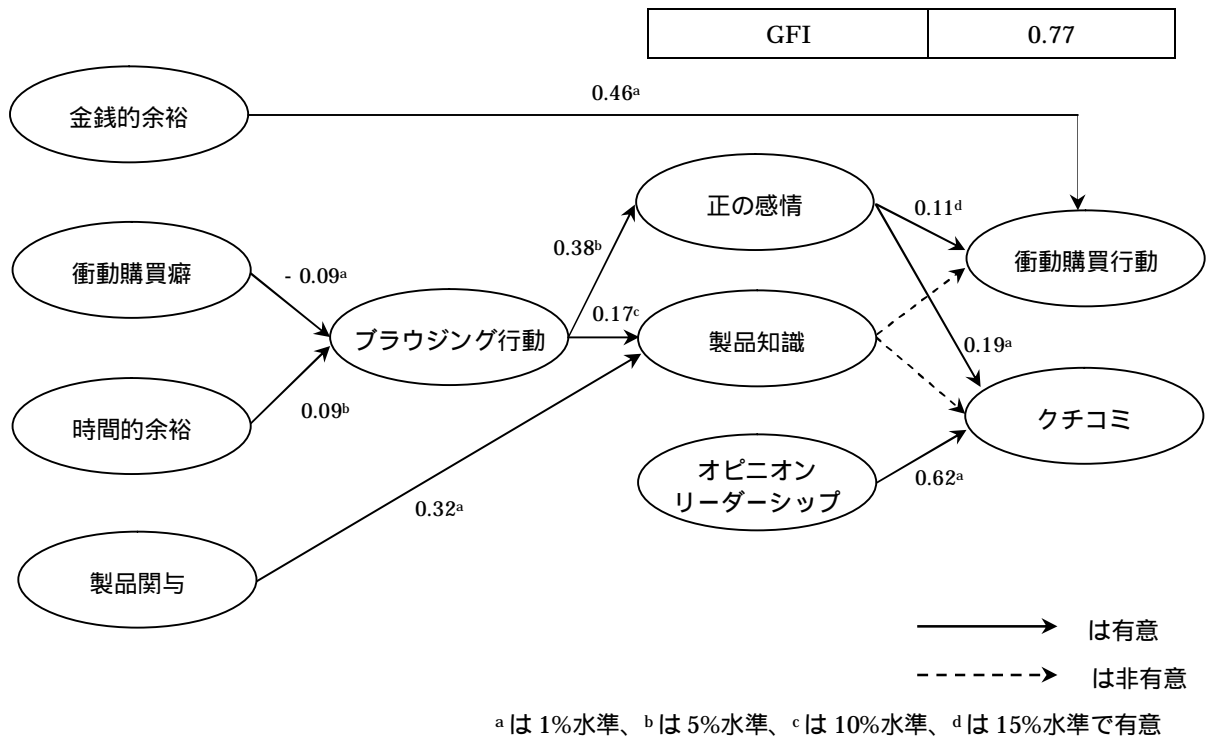 GFI 0.77
0.46ᵃ
金銭的余裕
正の感情
0.11ᵈ
衝動購買癖
- 0.09ᵃ
0.38ᵇ
衝動購買行動
0.17ᶜ
ブラウジング行動
製品知識
0.19ᵃ
時間的余裕
0.09ᵇ
クチコミ
オピニオン
リーダーシップ
0.62ᵃ
0.32ᵃ
製品関与
は有意
は非有意
ᵃ は 1%水準、ᵇ は 5%水準、ᶜ は 10%水準、ᵈ は 15%水準で有意